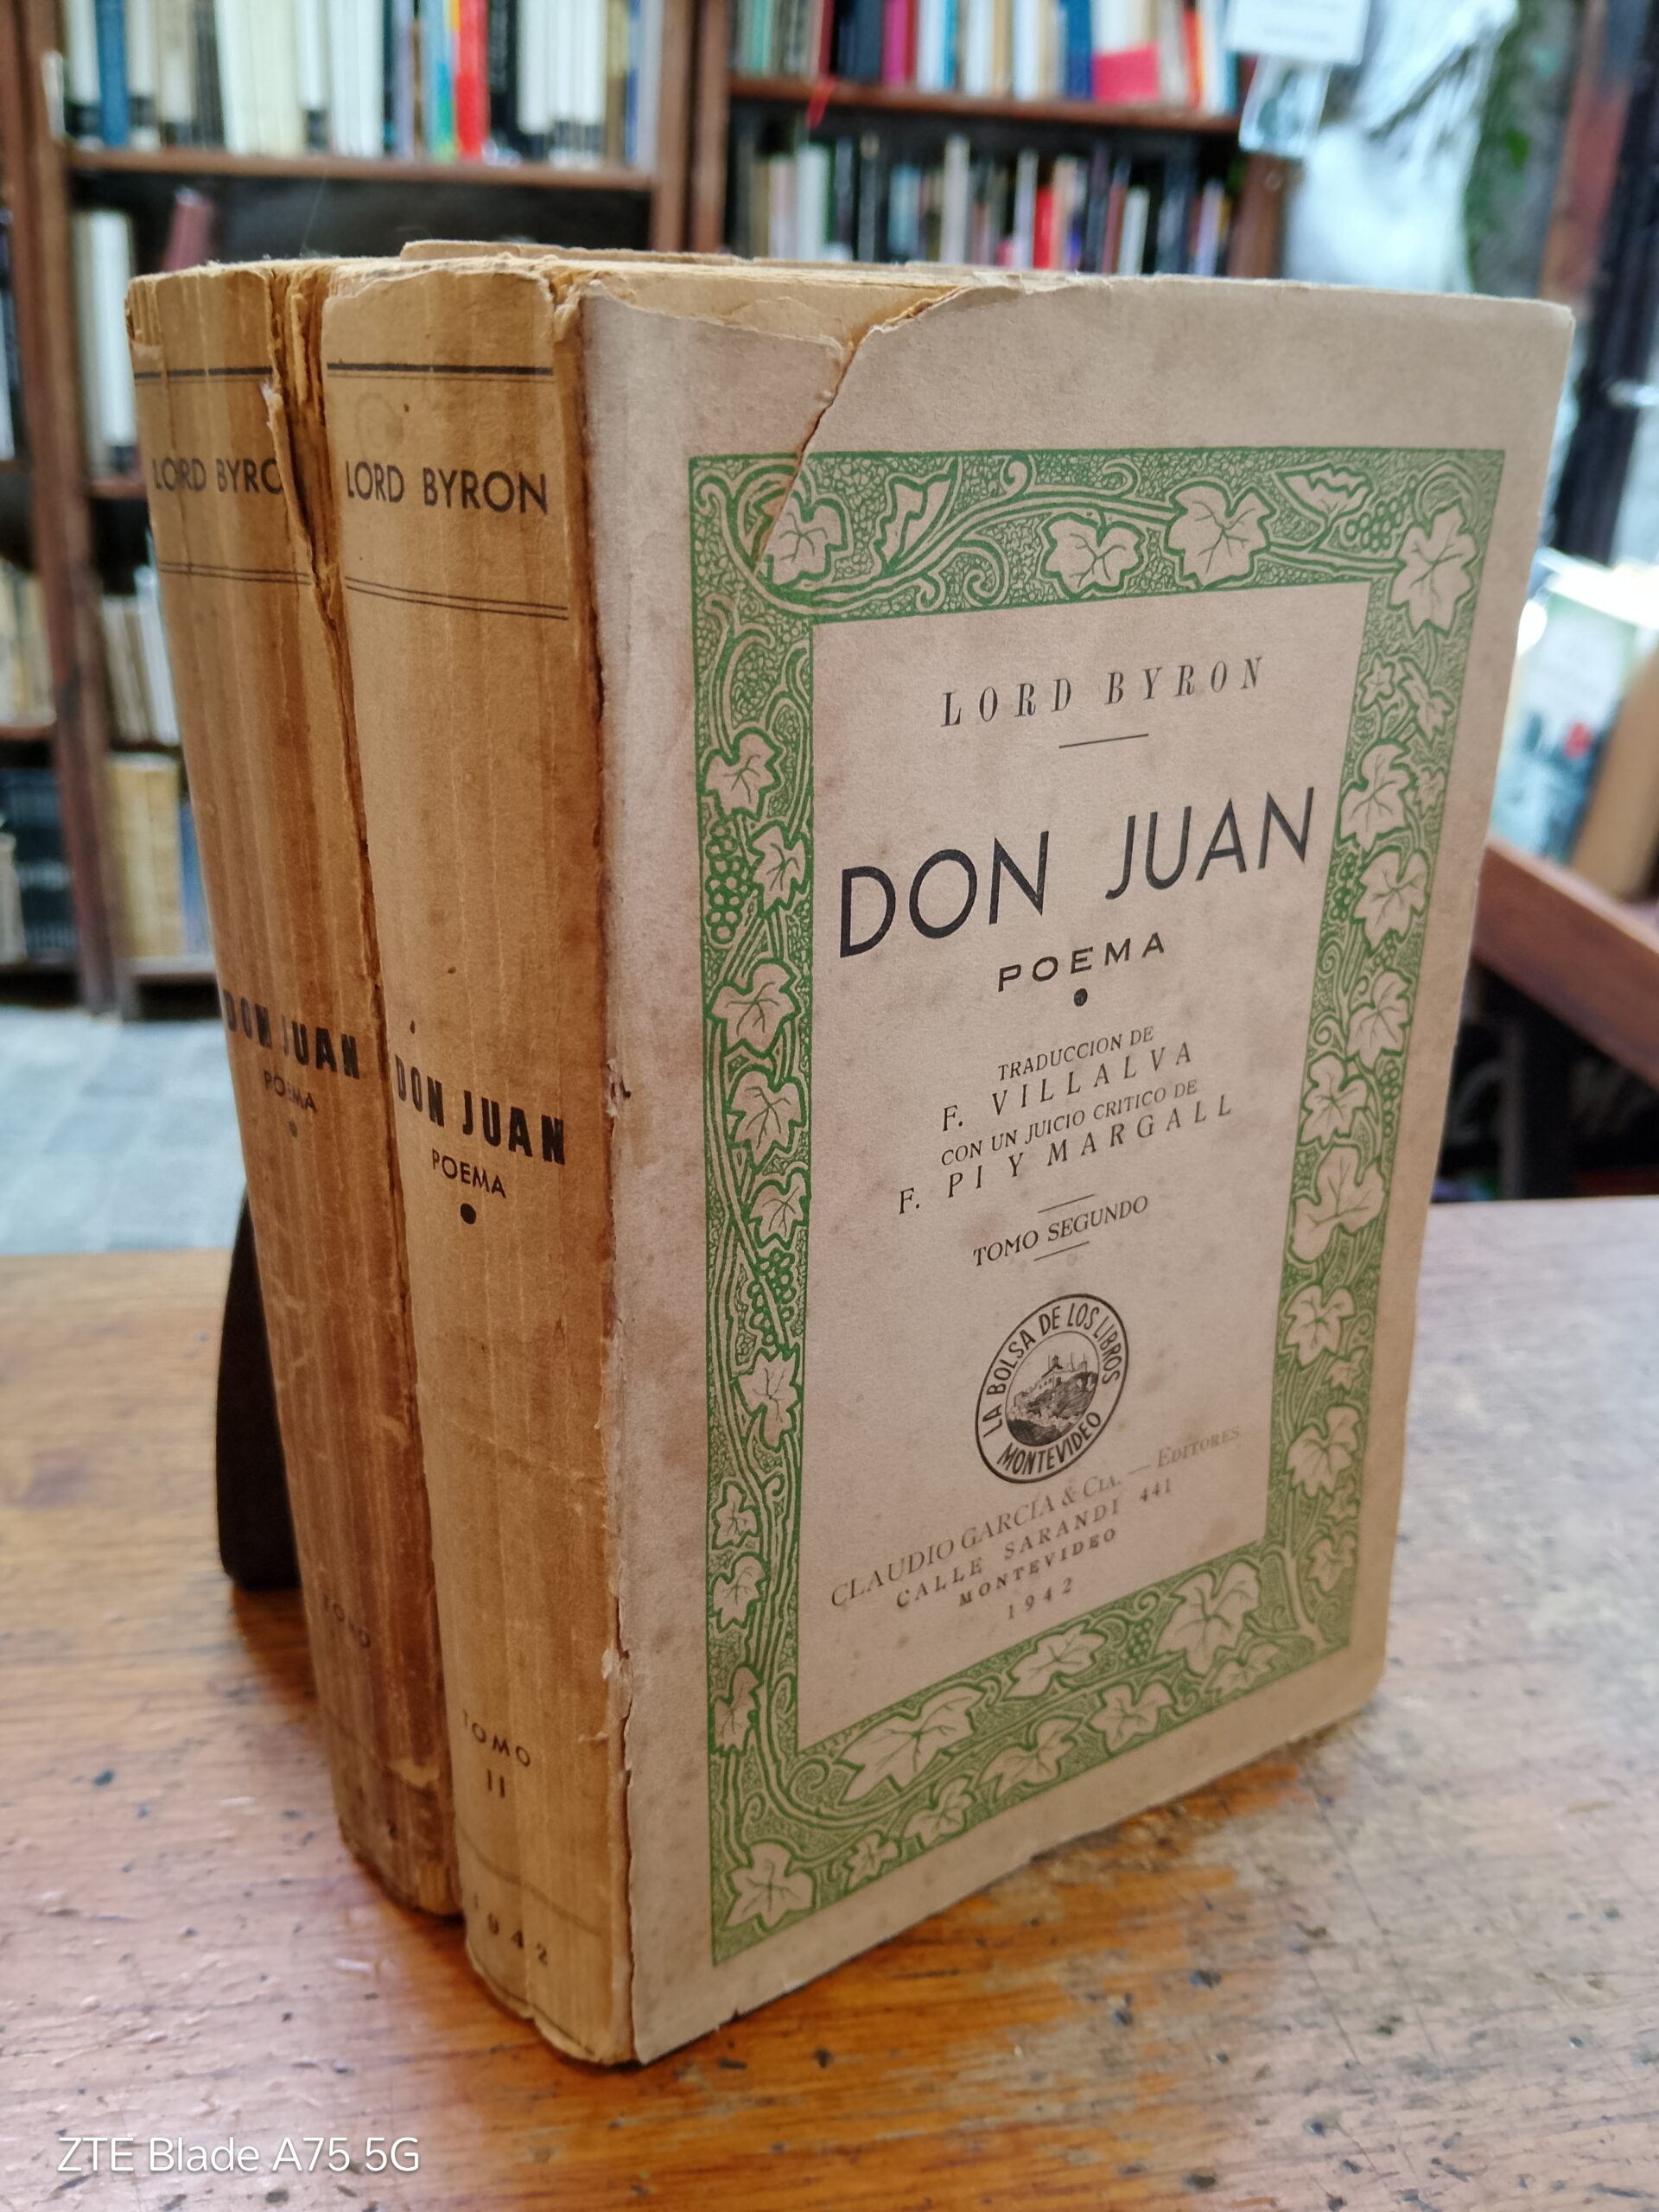 LORD BYRO
DON JUAN
POEMA
TOMO
LORD BYRON
DON JUAN
POEMA
TOMO
II
1942
LORD BYRON
DON JUAN
POEMA
TRADUCCION DE
F. VILLALVA
CON UN JUICIO CRITICO DE
F. PI Y MARGALL
TOMO SEGUNDO
LA BOLSA DE LOS LIBROS
MONTEVIDEO
CLAUDIO GARCÍA & CIA. — EDITORES
CALLE SARANDI 441
MONTEVIDEO
1942
ZTE Blade A75 5G